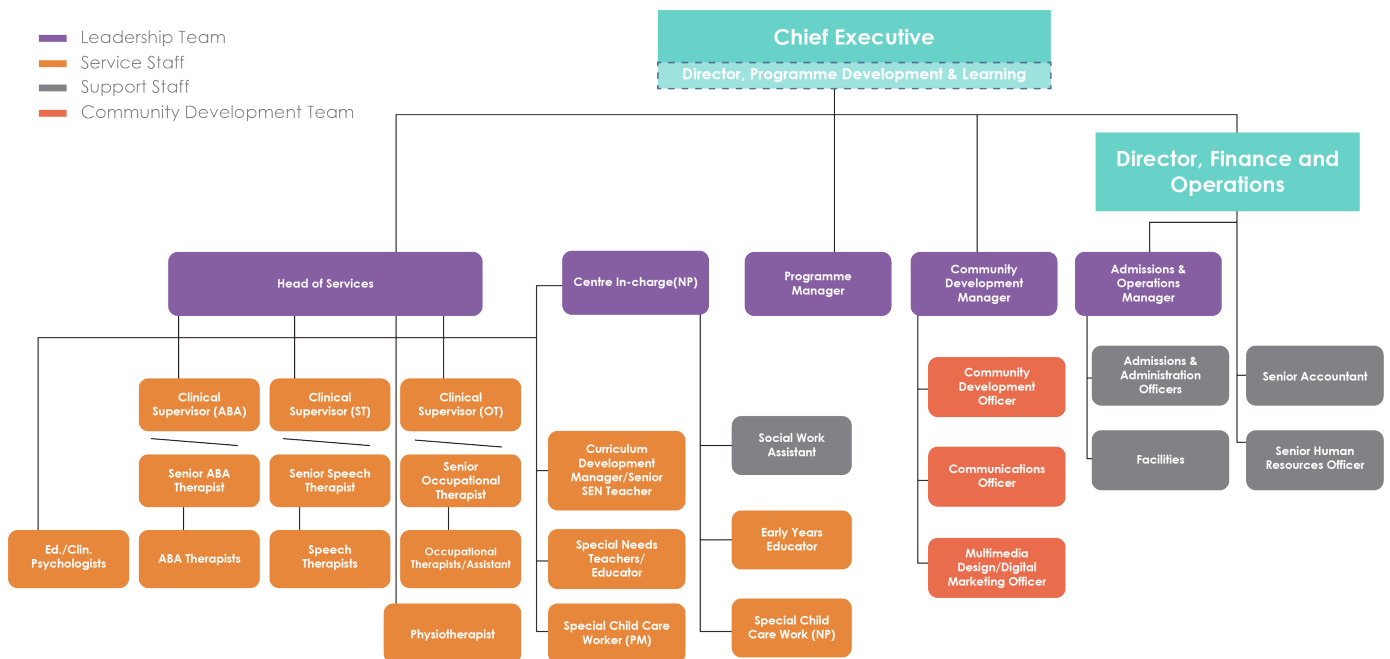 Leadership Team
Service Staff
Support Staff
Community Development Team
Chief Executive
Director, Programme Development & Learning
Director, Finance and
Operations
Head of Services
Centre In-charge(NP)
Programme
Manager
Community
Development
Manager
Admissions &
Operations
Manager
Clinical
Supervisor (ABA)
Clinical
Supervisor (ST)
Clinical
Supervisor (OT)
Senior ABA
Therapist
Senior Speech
Therapist
Senior
Occupational
Therapist
Ed./Clin.
Psychologists
ABA Therapists
Speech
Therapists
Occupational
Therapists/Assistant
Physiotherapist
Curriculum
Development
Manager/Senior
SEN Teacher
Special Needs
Teachers/
Educator
Special Child Care
Worker (PM)
Social Work
Assistant
Early Years
Educator
Special Child
Care Work (NP)
Community
Development
Officer
Communications
Officer
Multimedia
Design/Digital
Marketing Officer
Admissions &
Administration
Officers
Facilities
Senior Accountant
Senior Human
Resources Officer